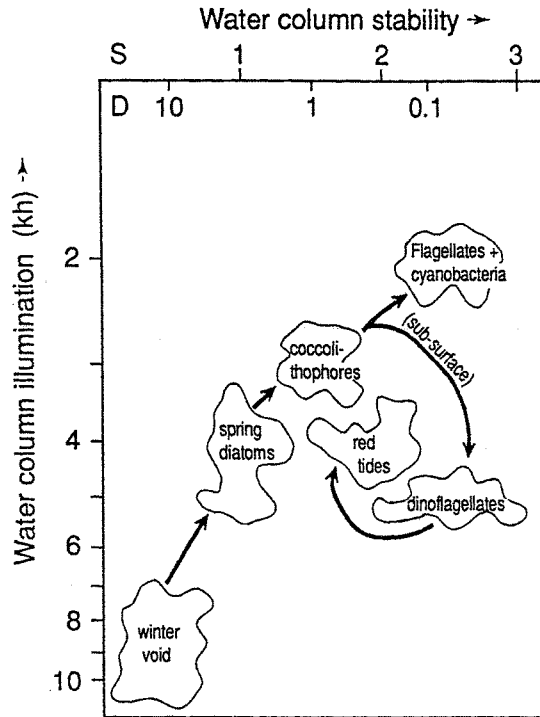 Water column stability →
S 1 2 3
D 10 1 0.1
Water column illumination (kh) →
2
4
6
8
10
Flagellates +
cyanobacteria
(sub-surface)
coccoli-
thophores
spring
diatoms
red
tides
dinoflagellates
winter
void